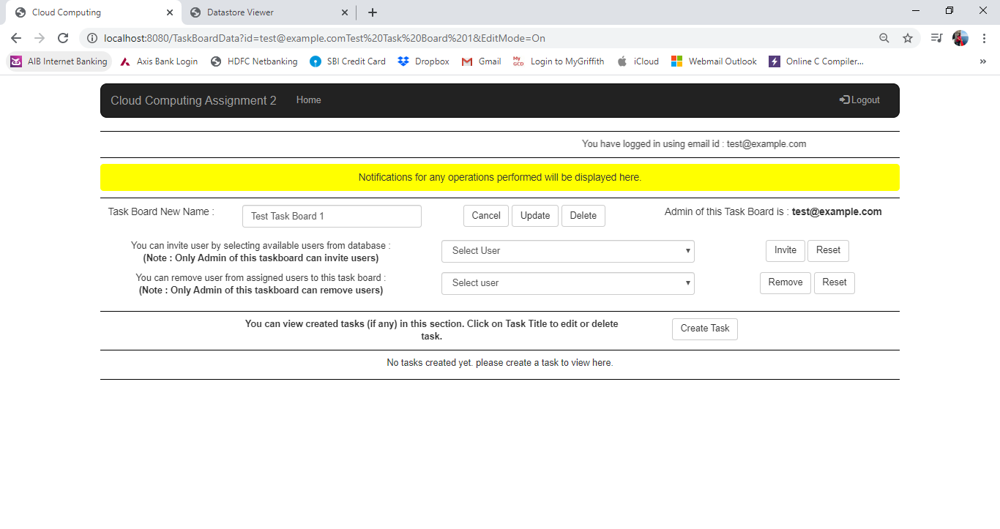 Cloud Computing
Datastore Viewer
localhost:8080/TaskBoardData?id=test@example.comTest%20Task%20Board%201&EditMode=On
AIB Internet Banking
Axis Bank Login
HDFC Netbanking
SBI Credit Card
Dropbox
Gmail
My GCD.
Login to MyGriffith
iCloud
Webmail Outlook
Online C Compiler...
»
Cloud Computing Assignment 2
Home
Logout
You have logged in using email id : test@example.com
Notifications for any operations performed will be displayed here.
Task Board New Name :
Test Task Board 1
Cancel
Update
Delete
Admin of this Task Board is : test@example.com
You can invite user by selecting available users from database :
(Note : Only Admin of this taskboard can invite users)
Select User
Invite
Reset
You can remove user from assigned users to this task board :
(Note : Only Admin of this taskboard can remove users)
Select user
Remove
Reset
You can view created tasks (if any) in this section. Click on Task Title to edit or delete
task.
Create Task
No tasks created yet. please create a task to view here.